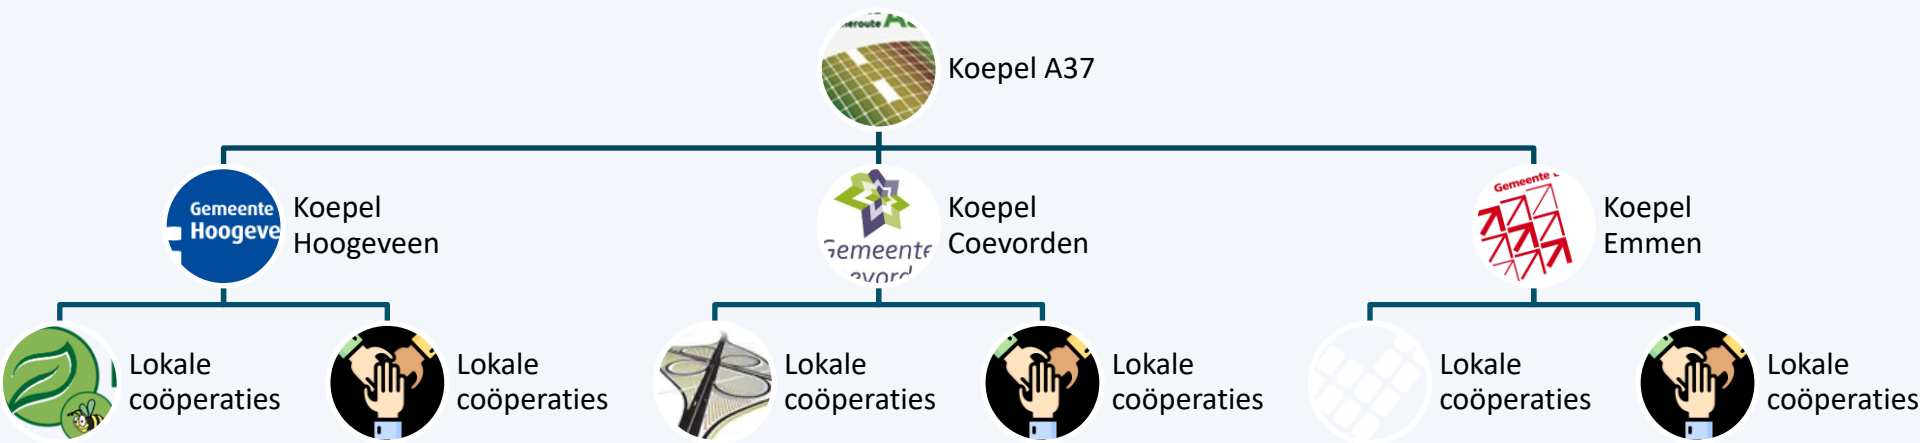 Koepel A37
Gemeente
Hoogeve
Koepel
Hoogeveen
Gemeente
Koepel
Coevorden
Gemeente
Koepel
Emmen
Lokale
coöperaties
Lokale
coöperaties
Lokale
coöperaties
Lokale
coöperaties
Lokale
coöperaties
Lokale
coöperaties